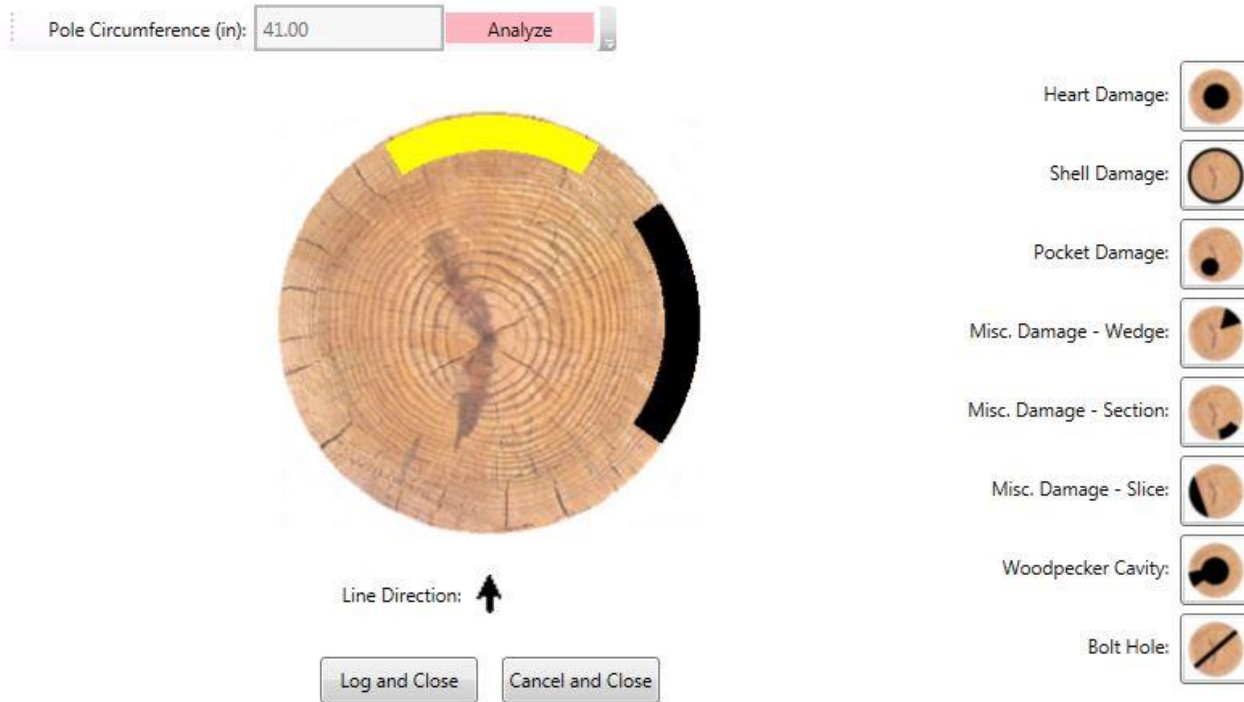 Pole Circumference (in): 41.00 Analyze
Heart Damage:
Shell Damage:
Pocket Damage:
Misc. Damage - Wedge:
Misc. Damage - Section:
Misc. Damage - Slice:
Woodpecker Cavity:
Bolt Hole:
Line Direction:
Log and Close Cancel and Close